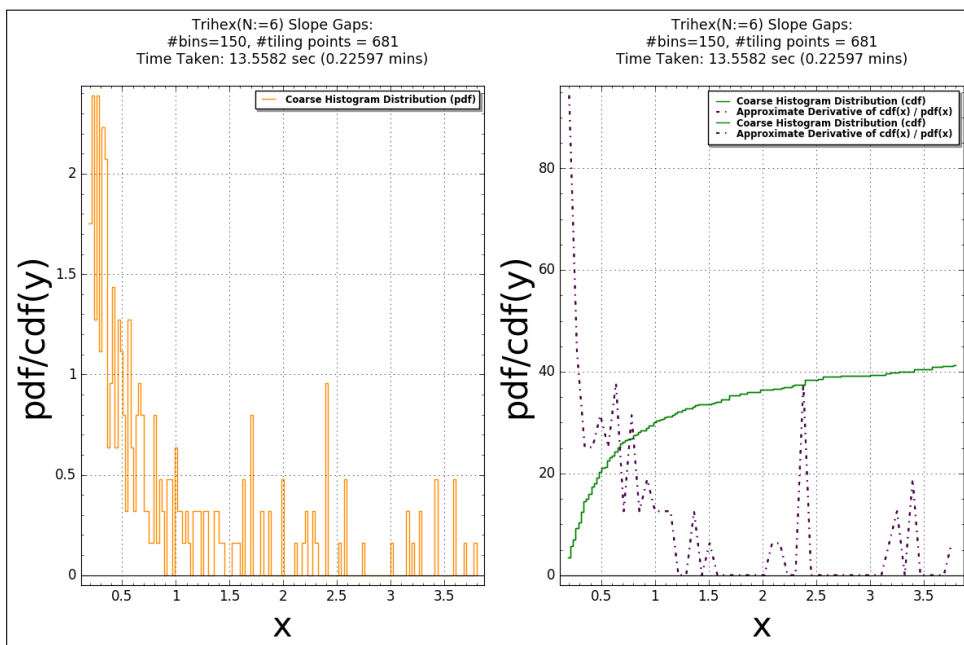 Trihex(N:=6) Slope Gaps:
#bins=150, #tiling points = 681
Time Taken: 13.5582 sec (0.22597 mins)
Coarse Histogram Distribution (pdf)
pdf/cdf(y)
2
1.5
1
0.5
0
0.5
1
1.5
2
2.5
3
3.5
x
Trihex(N:=6) Slope Gaps:
#bins=150, #tiling points = 681
Time Taken: 13.5582 sec (0.22597 mins)
Coarse Histogram Distribution (cdf)
Approximate Derivative of cdf(x) / pdf(x)
Coarse Histogram Distribution (cdf)
Approximate Derivative of cdf(x) / pdf(x)
pdf/cdf(y)
80
60
40
20
0
0.5
1
1.5
2
2.5
3
3.5
x